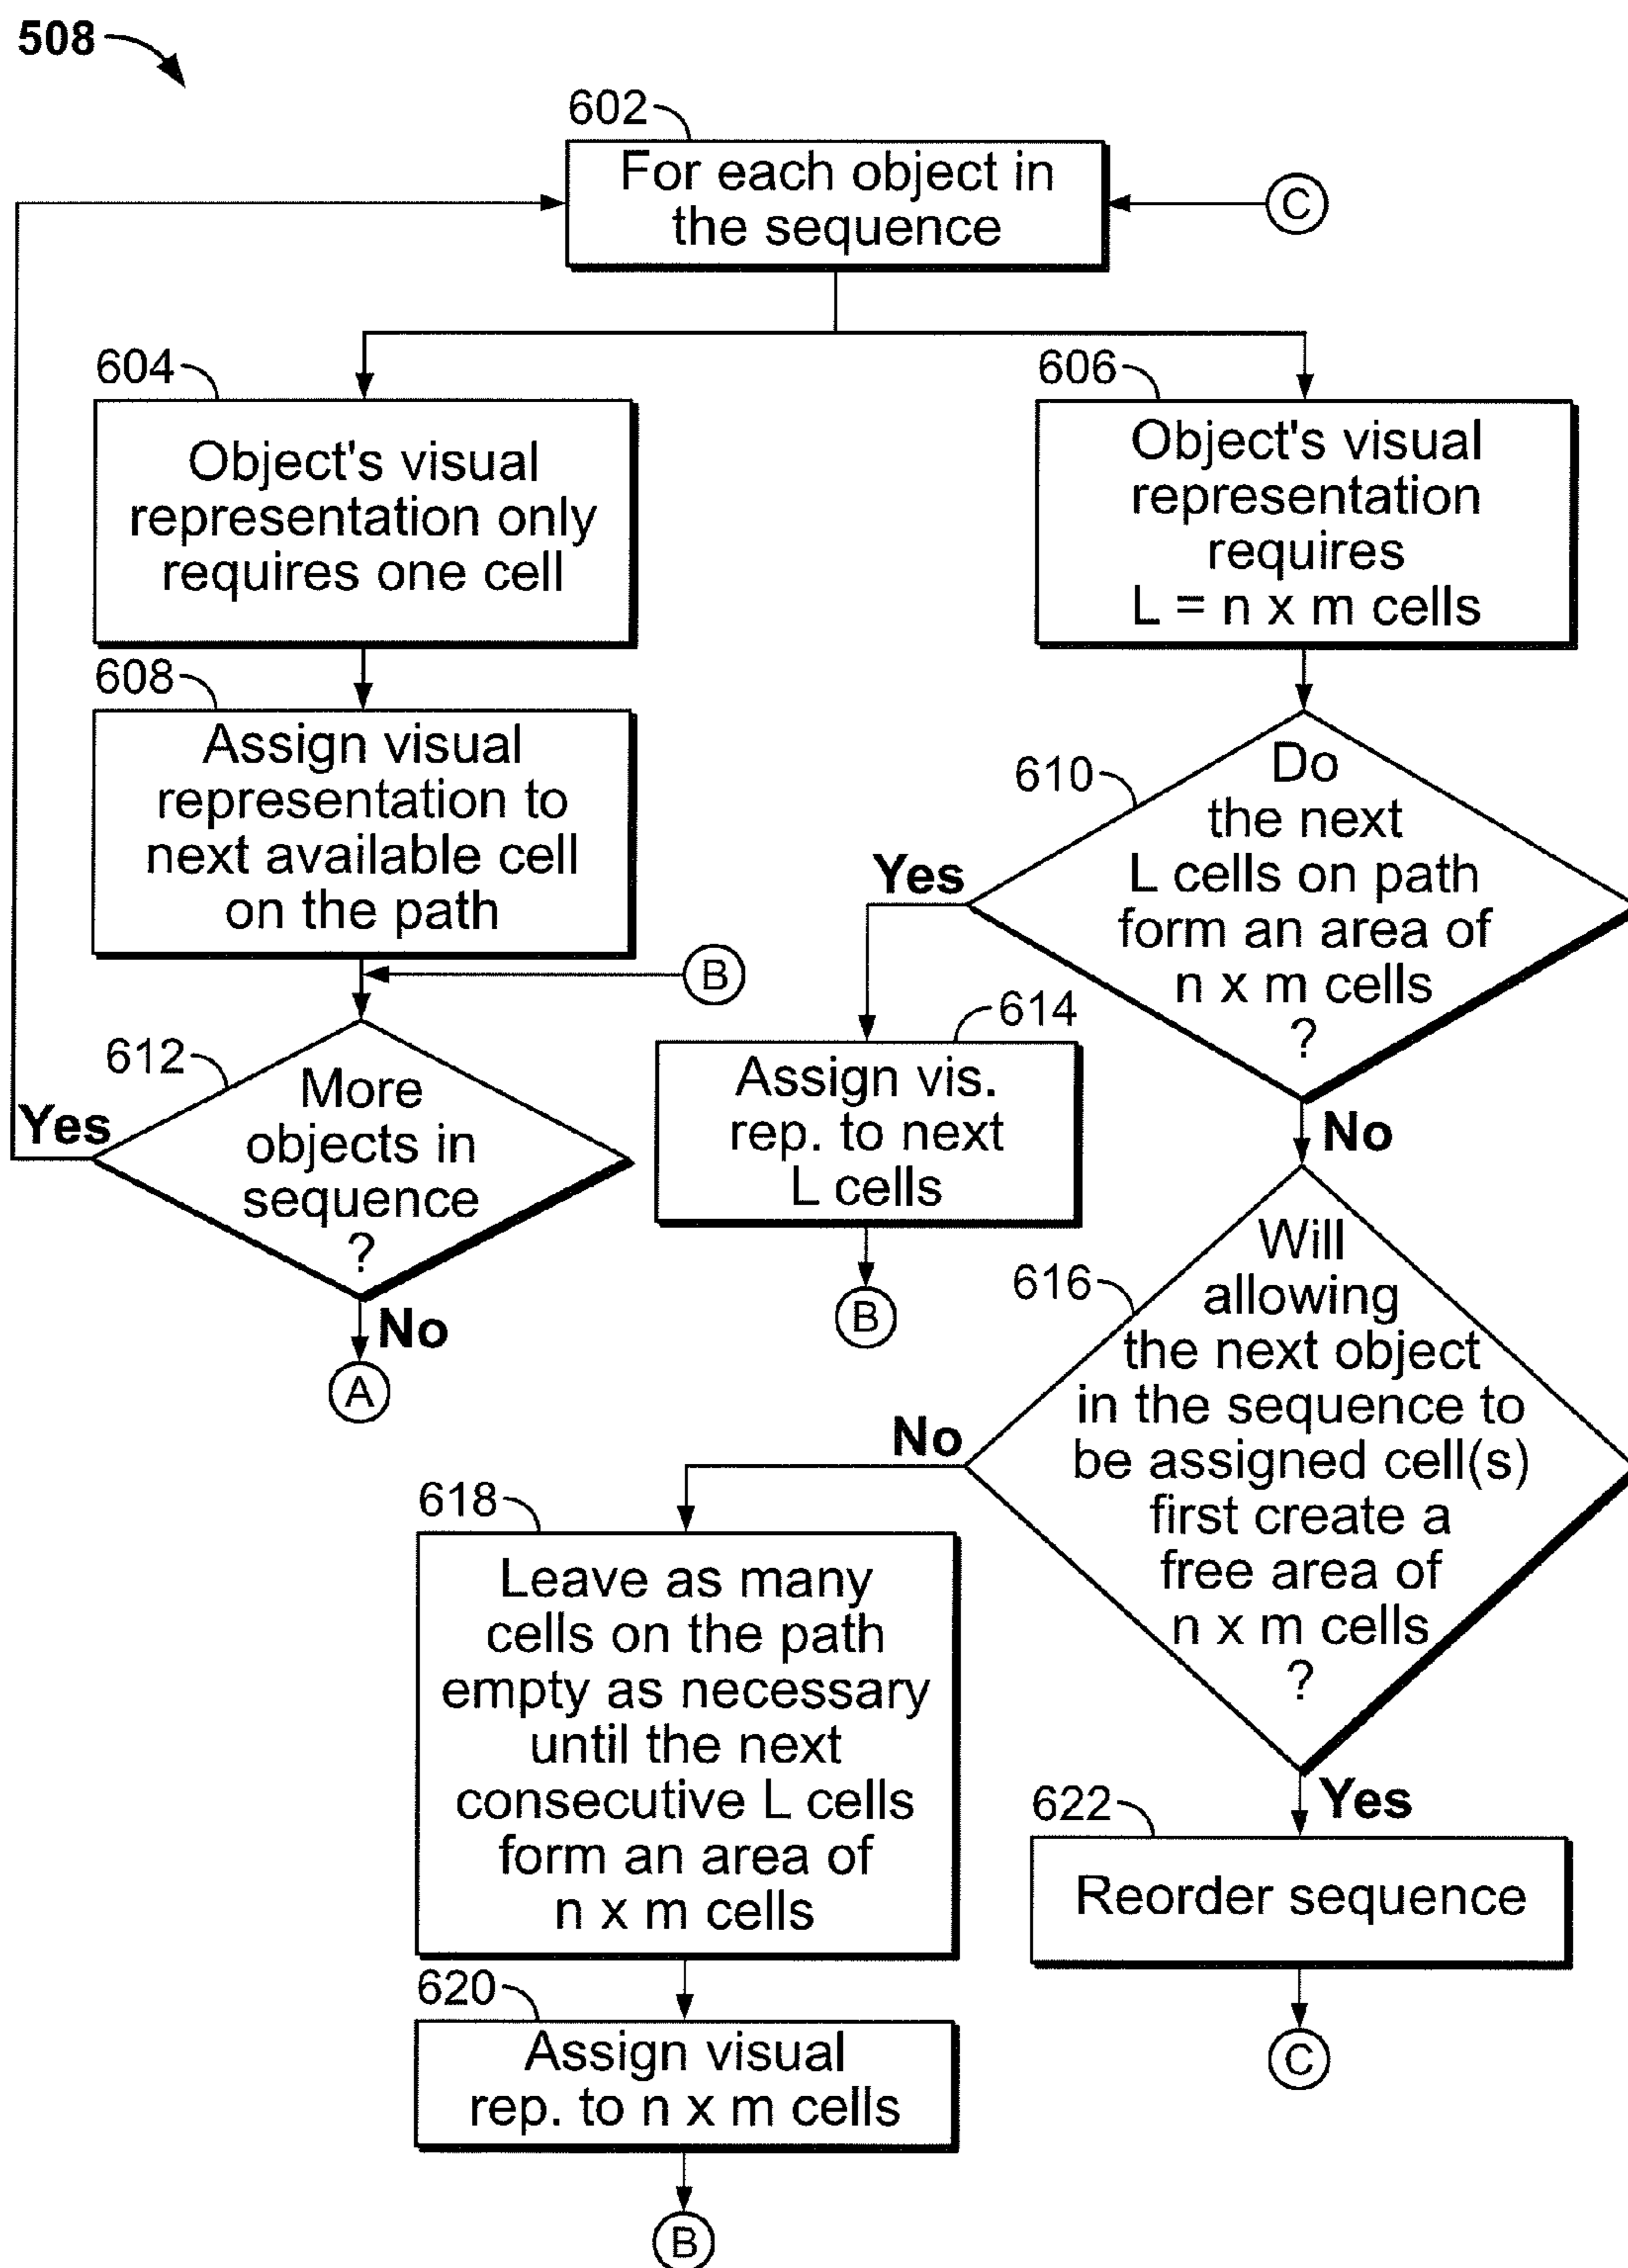 508
602
For each object in
the sequence
C
604
Object's visual
representation only
requires one cell
606
Object's visual
representation
requires
L = n x m cells
608
Assign visual
representation to
next available cell
on the path
610
Do
the next
L cells on path
form an area of
n x m cells
?
Yes
No
B
612
More
objects in
sequence
?
Yes
No
A
614
Assign vis.
rep. to next
L cells
B
616
Will
allowing
the next object
in the sequence to
be assigned cell(s)
first create a
free area of
n x m cells
?
No
Yes
618
Leave as many
cells on the path
empty as necessary
until the next
consecutive L cells
form an area of
n x m cells
622
Reorder sequence
C
620
Assign visual
rep. to n x m cells
B